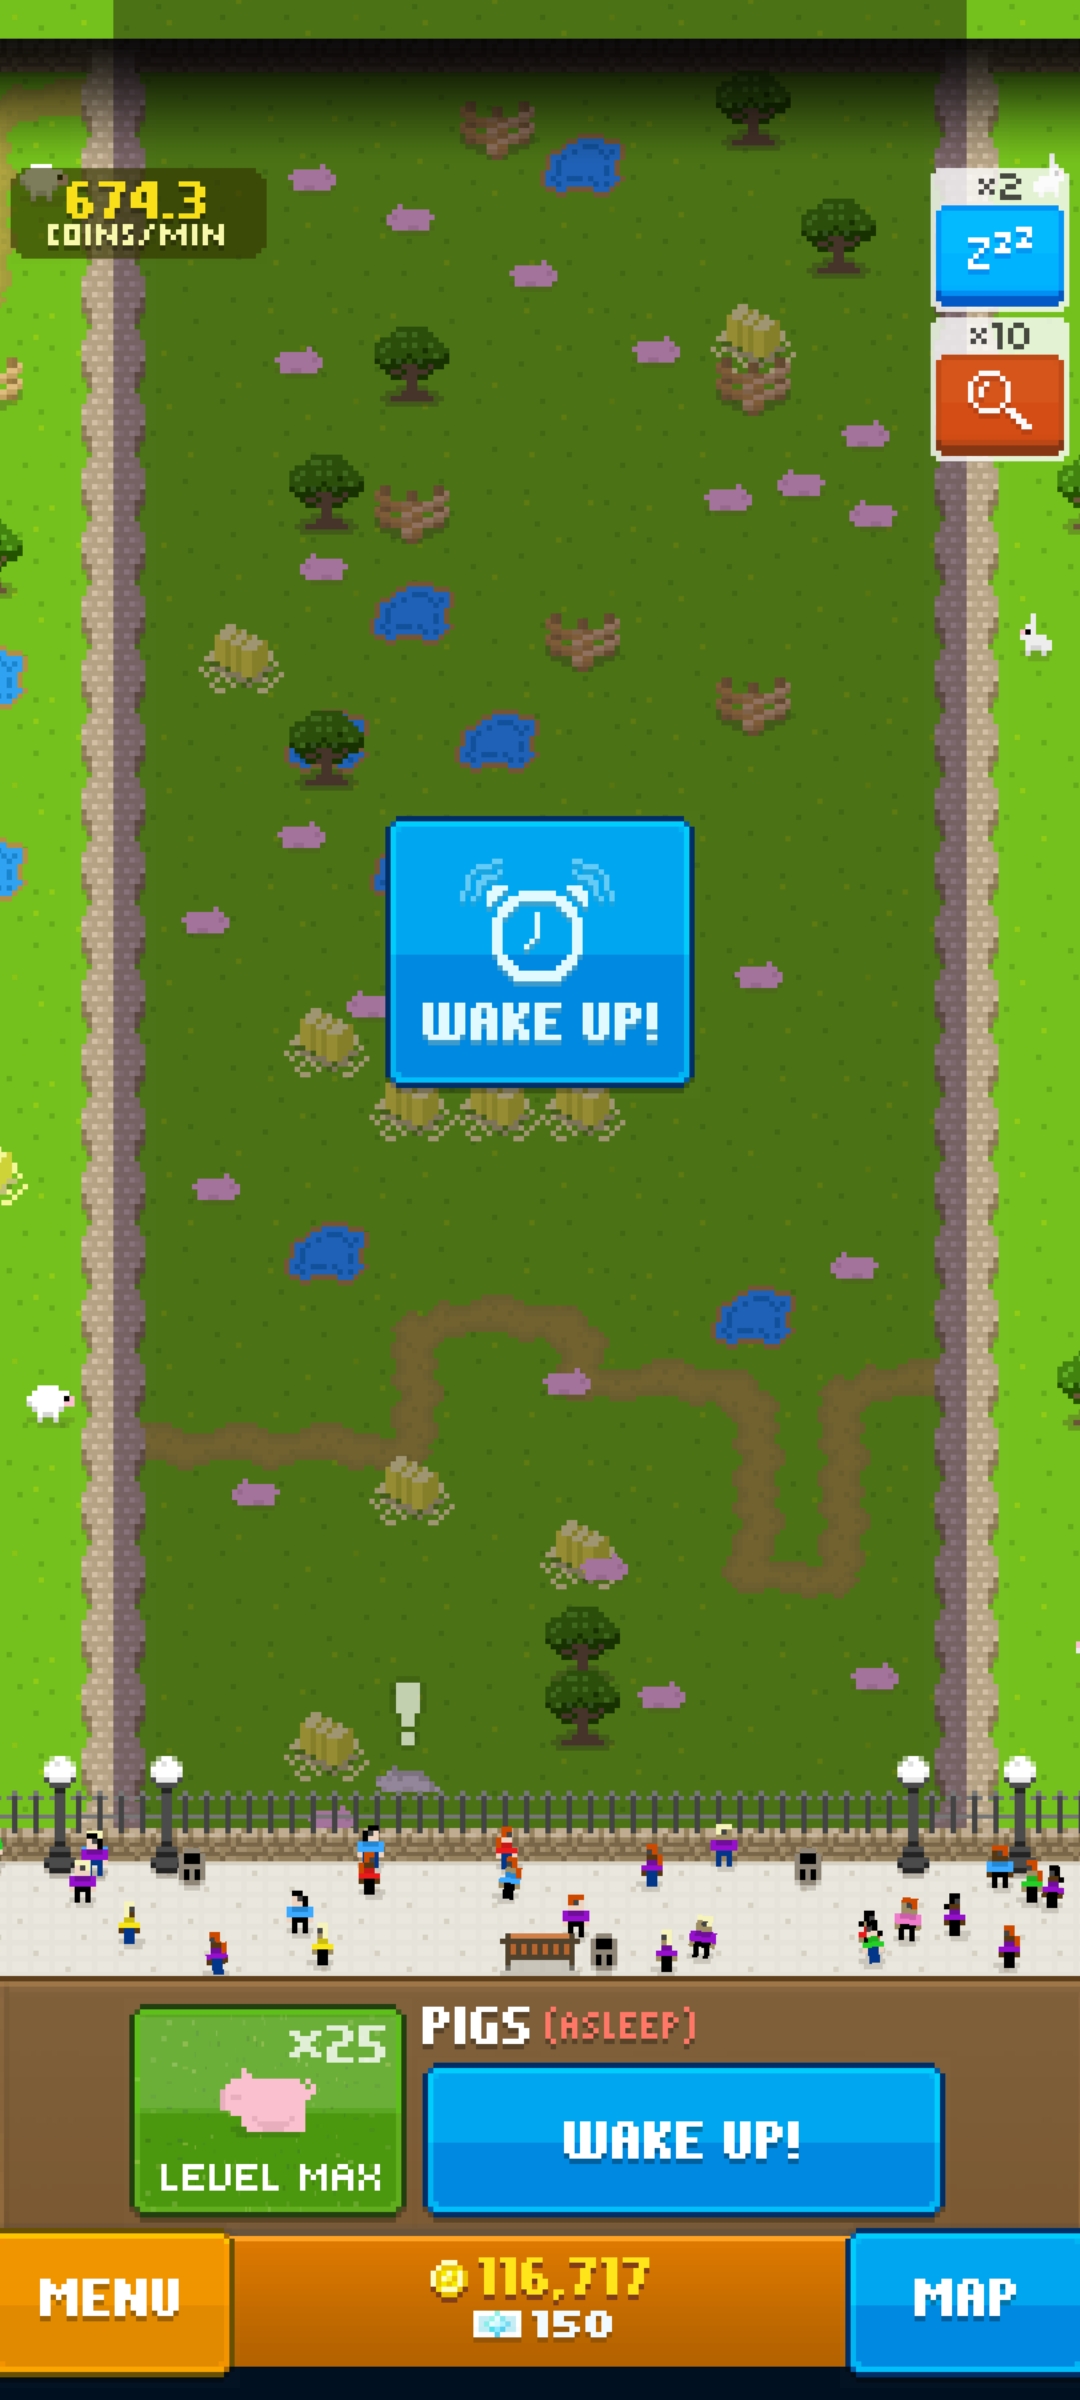 674.3
COINS/MIN
x2
zzz
x10
WAKE UP!
!
x25
LEVEL MAX
PIGS (ASLEEP)
WAKE UP!
MENU
116,717
150
MAP